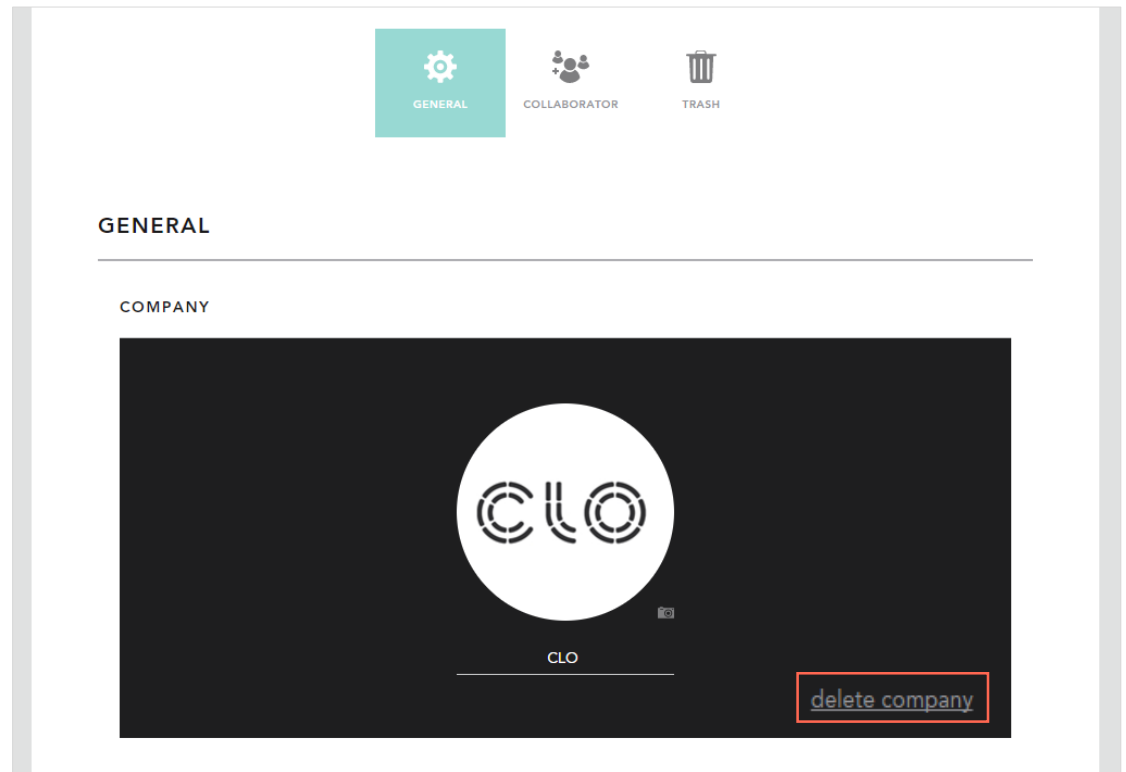 GENERAL
COLLABORATOR
TRASH
GENERAL
COMPANY
CLO
CLO
delete company